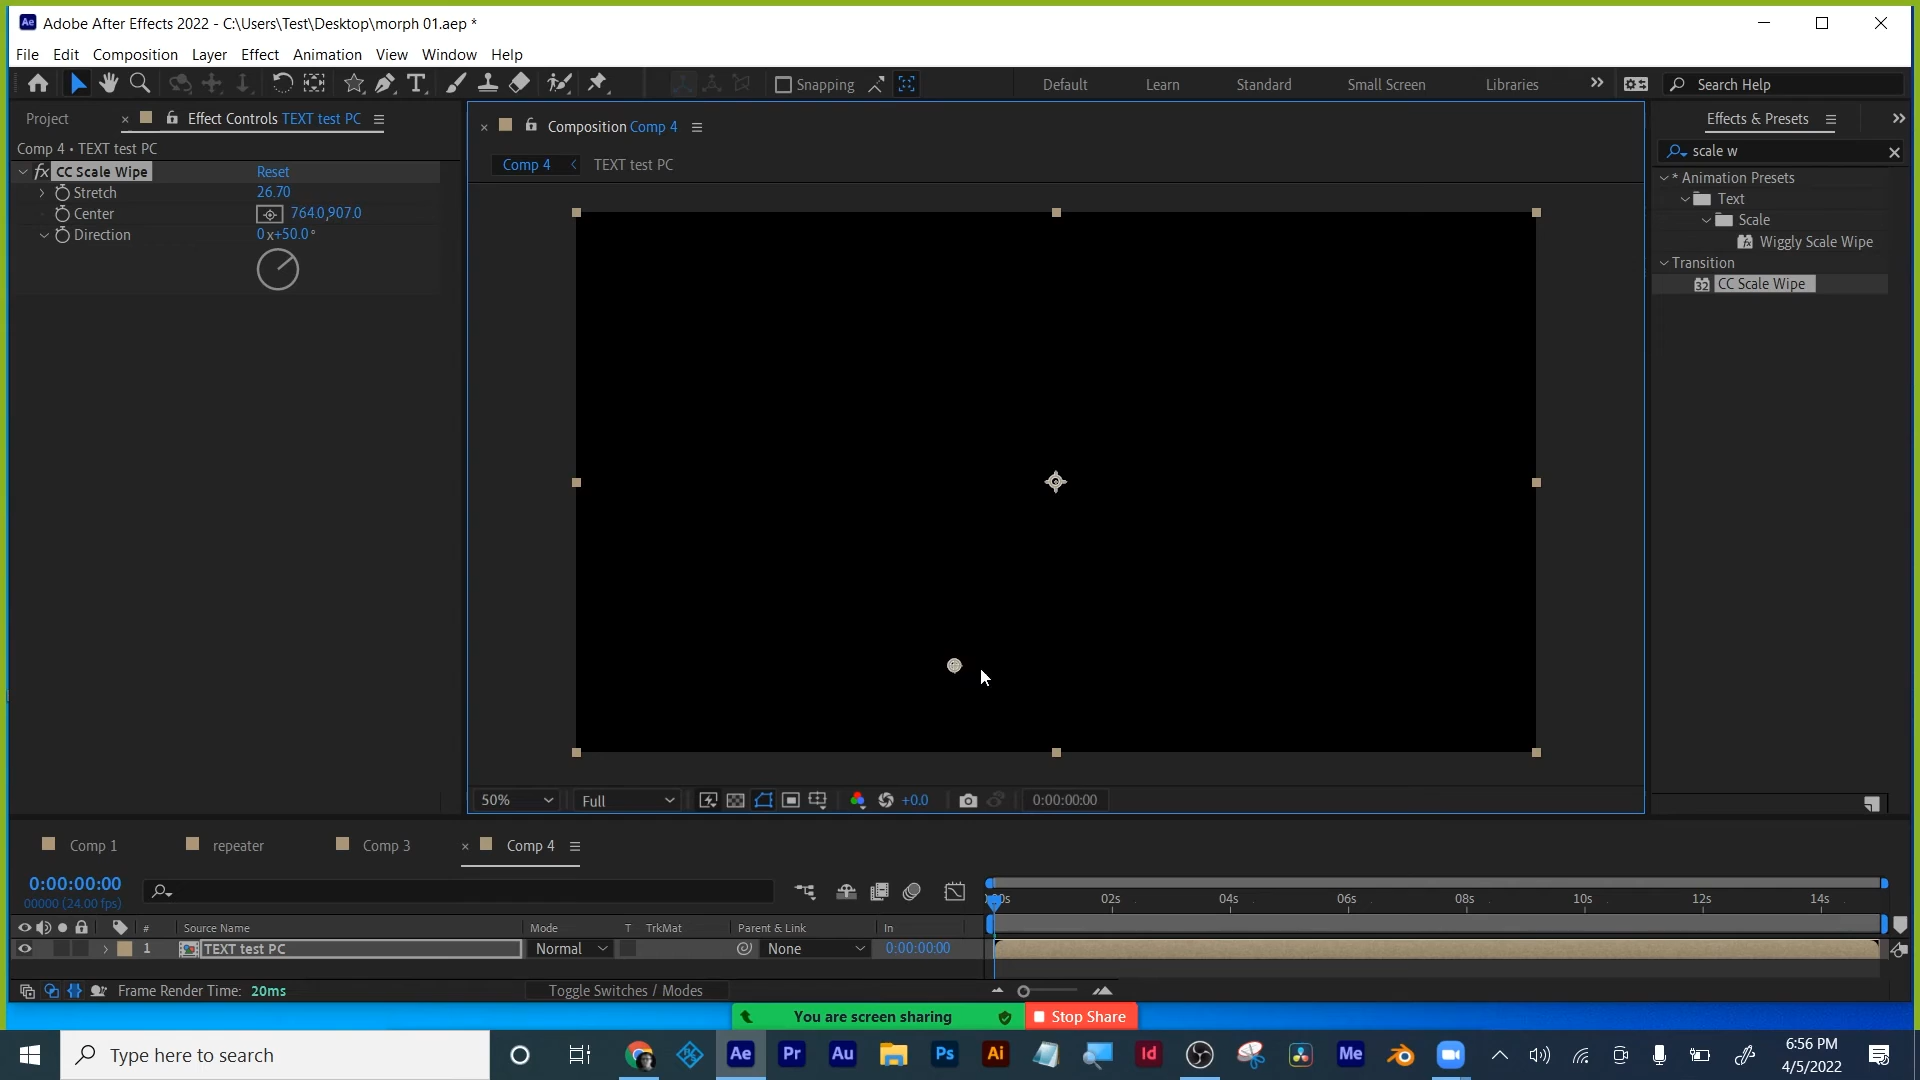 Adobe After Effects 2022 - C:\Users\Test\Desktop\morph 01.aep *
File Edit Composition Layer Effect Animation View Window Help
Snapping Default Learn Standard Small Screen Libraries Search Help
Project Effect Controls TEXT test PC
Comp 4 • TEXT test PC
fx CC Scale Wipe Reset
Stretch 26.70
Center 764.0,907.0
Direction 0x+50.0°
Composition Comp 4
Comp 4 TEXT test PC
Effects & Presets
scale w
* Animation Presets
Text
Scale
Wiggly Scale Wipe
Transition
32 CC Scale Wipe
50% Full +0.0 0:00:00:00
Comp 1 repeater Comp 3 Comp 4
0:00:00:00
00000 (24.00 fps)
02s 04s 06s 08s 10s 12s 14s
# Source Name Mode T TrkMat Parent & Link In
1 TEXT test PC Normal None 0:00:00:00
Frame Render Time: 20ms Toggle Switches / Modes
You are screen sharing Stop Share
Type here to search
Ae Pr Au Ps Ai Id Me
6:56 PM
4/5/2022